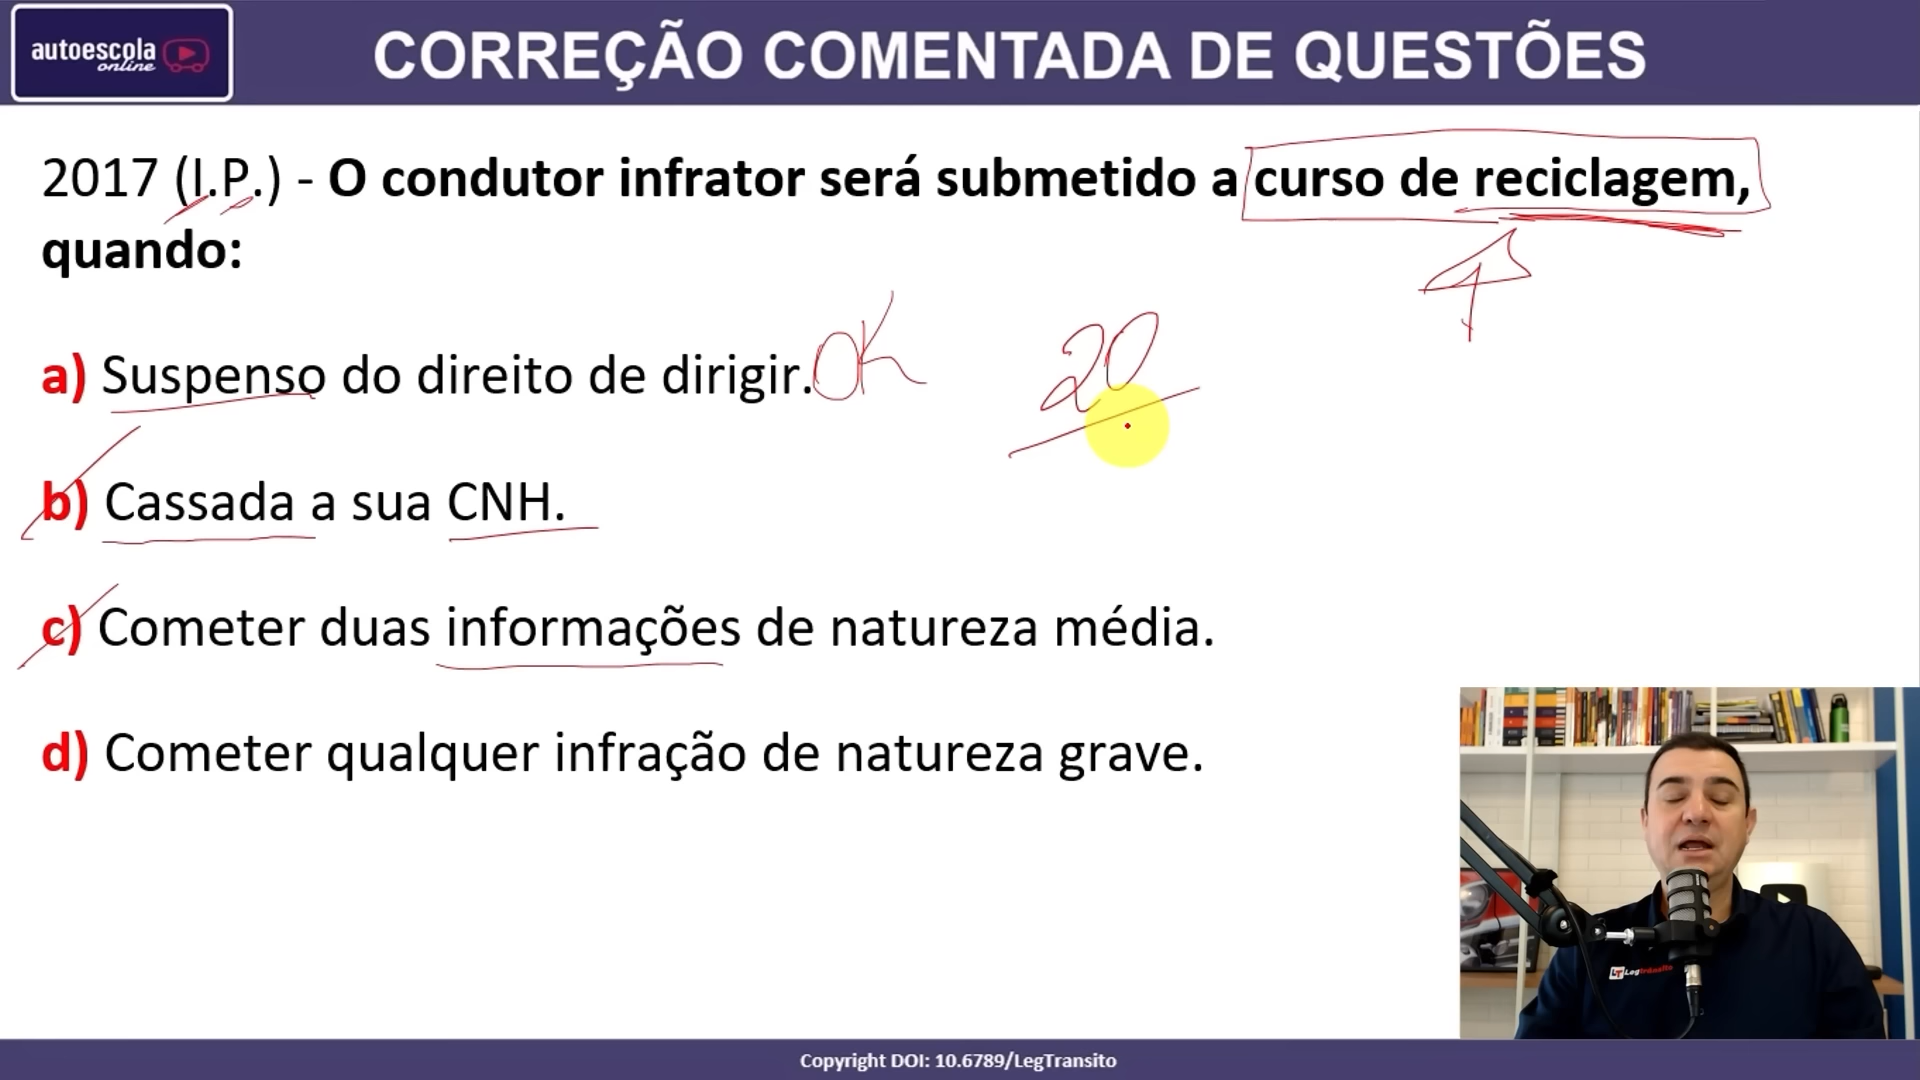 autoescola
online
CORREÇÃO COMENTADA DE QUESTÕES
2017 (I.P.) - O condutor infrator será submetido a curso de reciclagem,
quando:
a) Suspenso do direito de dirigir. OK
20
b) Cassada a sua CNH.
c) Cometer duas informações de natureza média.
d) Cometer qualquer infração de natureza grave.
LT Legtrânsito
Copyright DOI: 10.6789/LegTransito